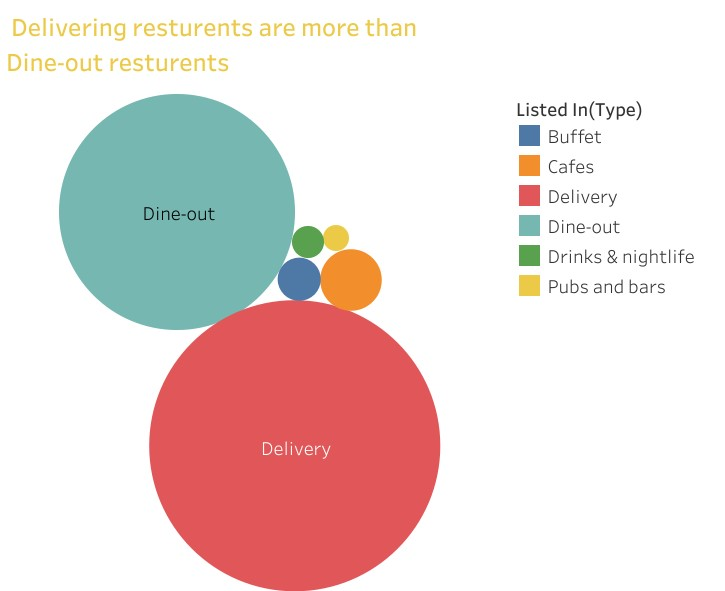 Delivering resturents are more than
Dine-out resturents
Listed In(Type)
Buffet
Cafes
Delivery
Dine-out
Drinks & nightlife
Pubs and bars
Dine-out
Delivery